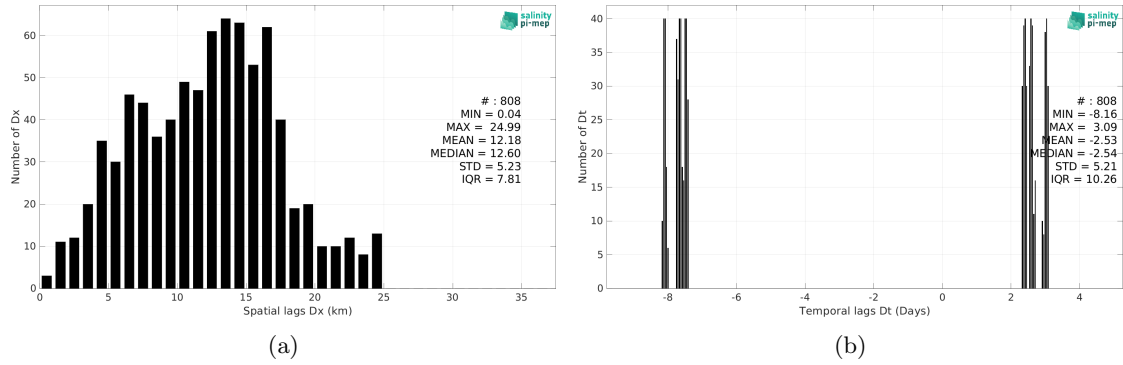 salinity
pi-mep
60
50
40
30
20
10
0
Number of Dx
# : 808
MIN = 0.04
MAX = 24.99
MEAN = 12.18
MEDIAN = 12.60
STD = 5.23
IQR = 7.81
0 5 10 15 20 25 30 35
Spatial lags Dx (km)
(a)
salinity
pi-mep
40
35
30
25
20
15
10
5
0
Number of Dt
# : 808
MIN = -8.16
MAX = 3.09
MEAN = -2.53
MEDIAN = -2.54
STD = 5.21
IQR = 10.26
-8 -6 -4 -2 0 2 4
Temporal lags Dt (Days)
(b)